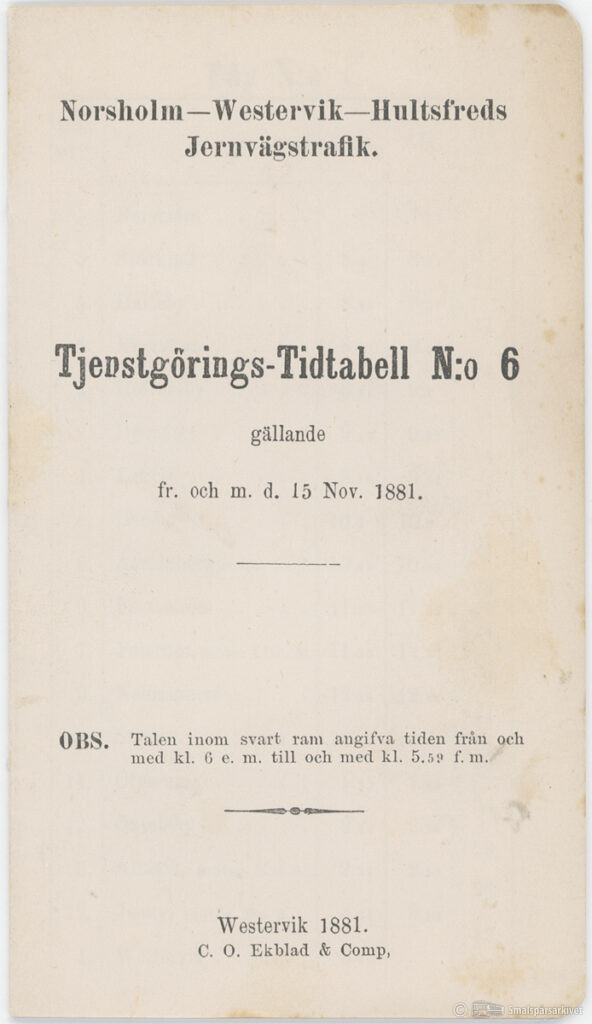 Norsholm—Westervik—Hultsfreds
Jernvägstrafik.
Tjenstgörings-Tidtabell N:o 6
gällande
fr. och m. d. 15 Nov. 1881.
OBS. Talen inom svart ram angifva tiden från och
med kl. 6 e. m. till och med kl. 5.59 f. m.
Westervik 1881.
C. O. Ekblad & Comp,
© Smalspårsarkivet